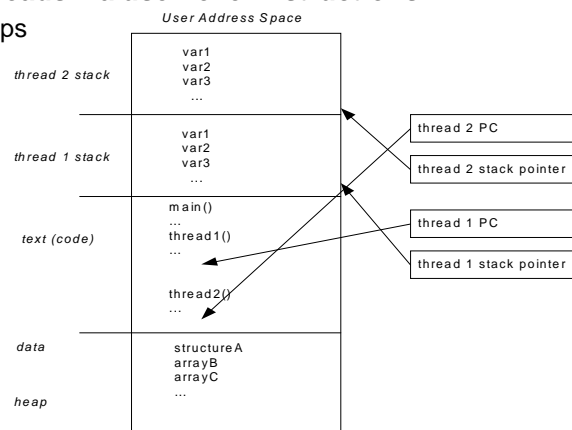 ps
User Address Space
thread 2 stack
var1
var2
var3
...
thread 1 stack
var1
var2
var3
...
text (code)
main()
...
thread1()
...
thread2()
...
data
structureA
arrayB
arrayC
...
heap
thread 2 PC
thread 2 stack pointer
thread 1 PC
thread 1 stack pointer